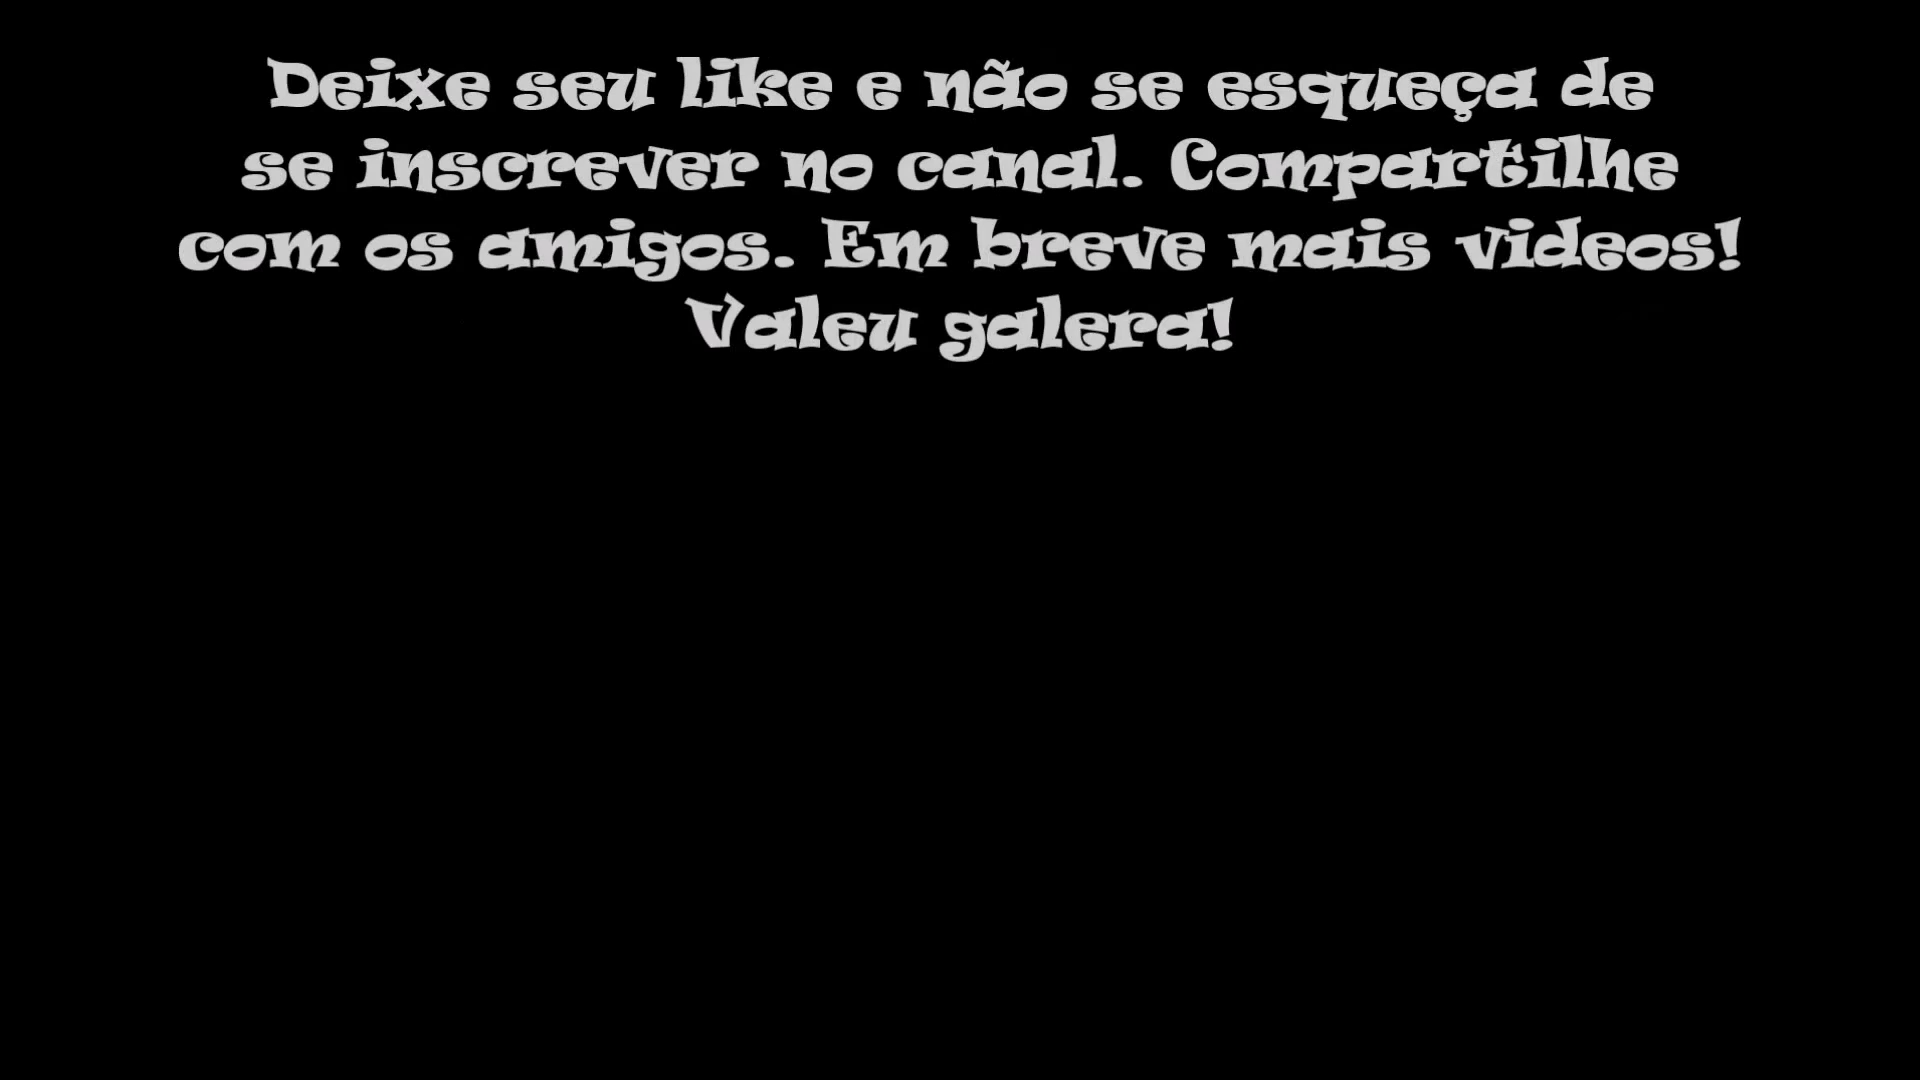 Deixe seu like e não se esqueça de
se inscrever no canal. Compartilhe
com os amigos. Em breve mais videos!
Valeu galera!